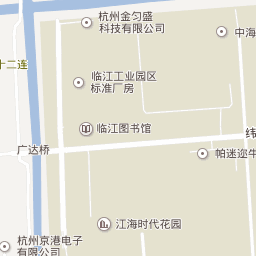 杭州金匀盛
科技有限公司
中海
十二连
临江工业园区
标准厂房
临江图书馆
纬
广达桥
帕迷迩牛
江海时代花园
杭州京港电子
有限公司